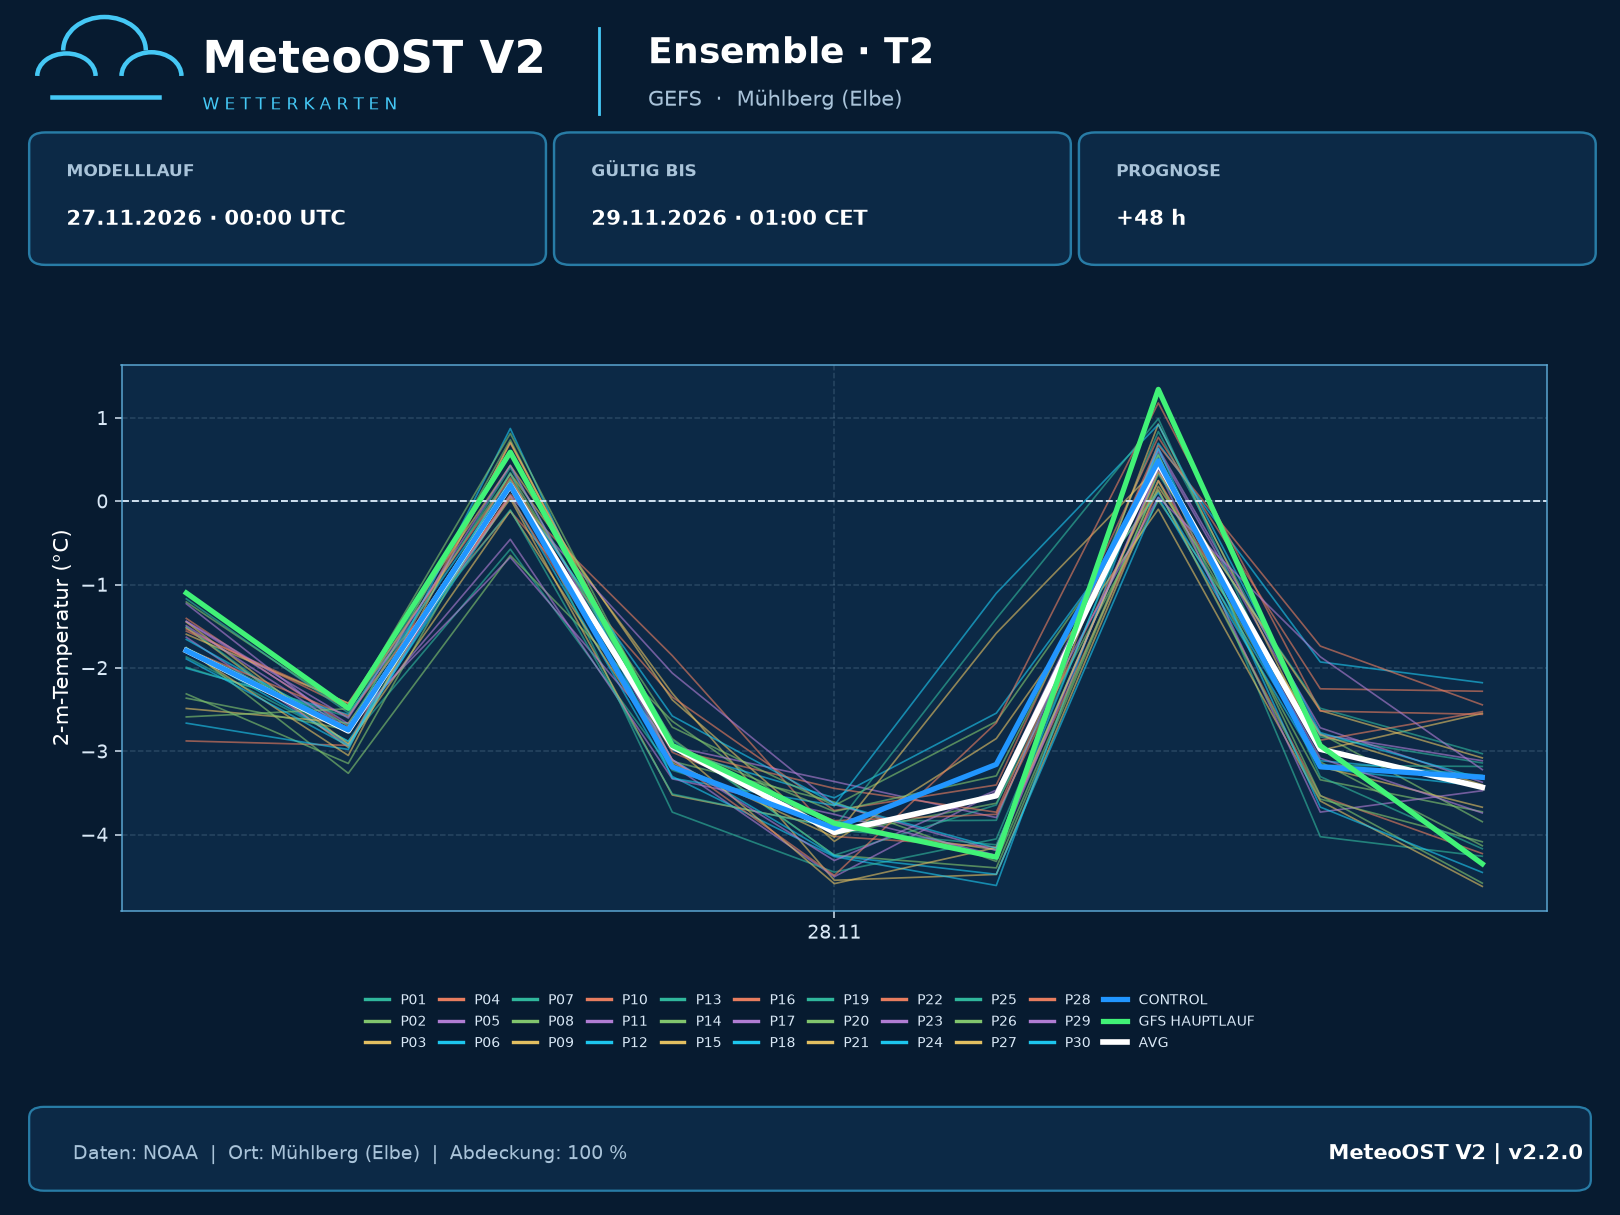 MeteoOST V2
WETTERKARTEN
Ensemble · T2
GEFS · Mühlberg (Elbe)
MODELLLAUF
27.11.2026 · 00:00 UTC
GÜLTIG BIS
29.11.2026 · 01:00 CET
PROGNOSE
+48 h
2-m-Temperatur (°C)
1
0
−1
−2
−3
−4
28.11
P01 P04 P07 P10 P13 P16 P19 P22 P25 P28 CONTROL
P02 P05 P08 P11 P14 P17 P20 P23 P26 P29 GFS HAUPTLAUF
P03 P06 P09 P12 P15 P18 P21 P24 P27 P30 AVG
Daten: NOAA | Ort: Mühlberg (Elbe) | Abdeckung: 100 %
MeteoOST V2 | v2.2.0